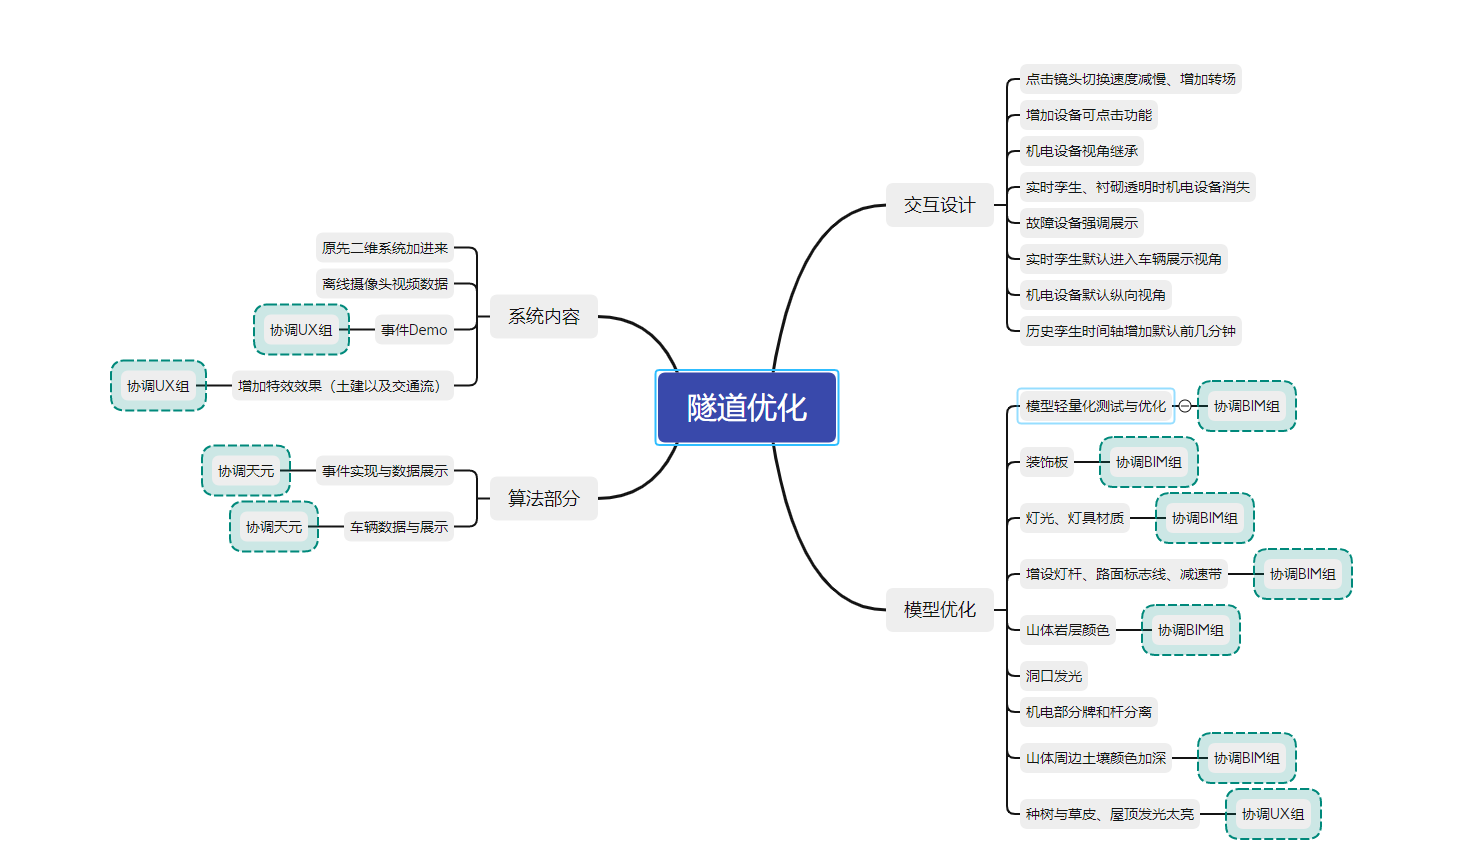 隧道优化
交互设计
点击镜头切换速度减慢、增加转场
增加设备可点击功能
机电设备视角继承
实时孪生、衬砌透明时机电设备消失
故障设备强调展示
实时孪生默认进入车辆展示视角
机电设备默认纵向视角
历史孪生时间轴增加默认前几分钟
模型优化
模型轻量化测试与优化
协调BIM组
装饰板
协调BIM组
灯光、灯具材质
协调BIM组
增设灯杆、路面标志线、减速带
协调BIM组
山体岩层颜色
协调BIM组
洞口发光
机电部分牌和杆分离
山体周边土壤颜色加深
协调BIM组
种树与草皮、屋顶发光太亮
协调UX组
系统内容
原先二维系统加进来
离线摄像头视频数据
事件Demo
协调UX组
增加特效效果（土建以及交通流）
协调UX组
算法部分
事件实现与数据展示
协调天元
车辆数据与展示
协调天元